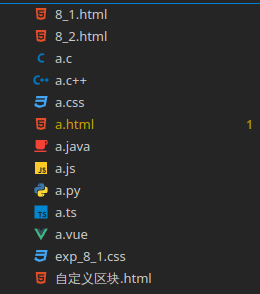 8_1.html
8_2.html
a.c
a.c++
a.css
a.html 1
a.java
a.js
a.py
a.ts
a.vue
exp_8_1.css
自定义区块.html